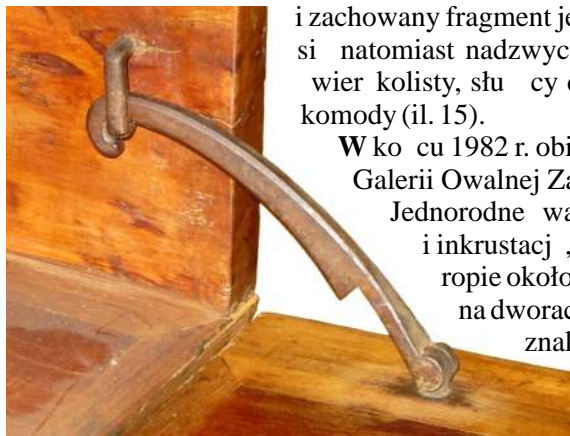 i zachowany fragment je
si natomiast nadzwyc
wier kolisty, słu cy
komody (il. 15).
W ko cu 1982 r. obi
Galerii Owalnej Za
Jednorodne wa
i inkrustacj ,
ropie około
na dworac
znal